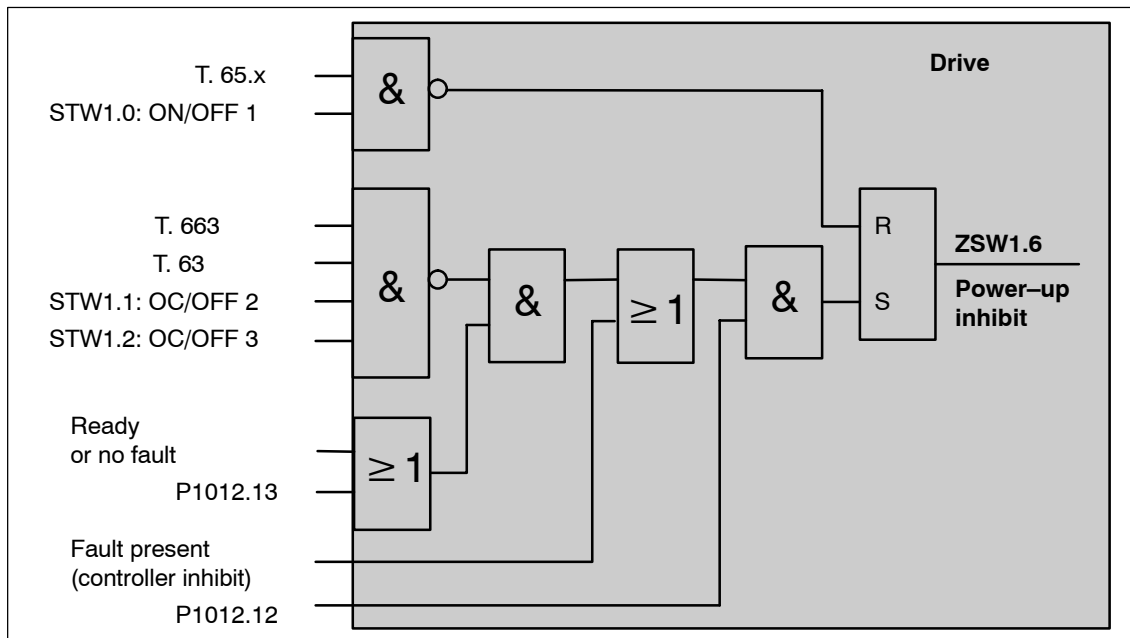 Drive
T. 65.x
&
STW1.0: ON/OFF 1
T. 663
T. 63
STW1.1: OC/OFF 2
STW1.2: OC/OFF 3
&
&
≥ 1
&
R
S
ZSW1.6
Power–up
inhibit
Ready
or no fault
P1012.13
≥ 1
Fault present
(controller inhibit)
P1012.12